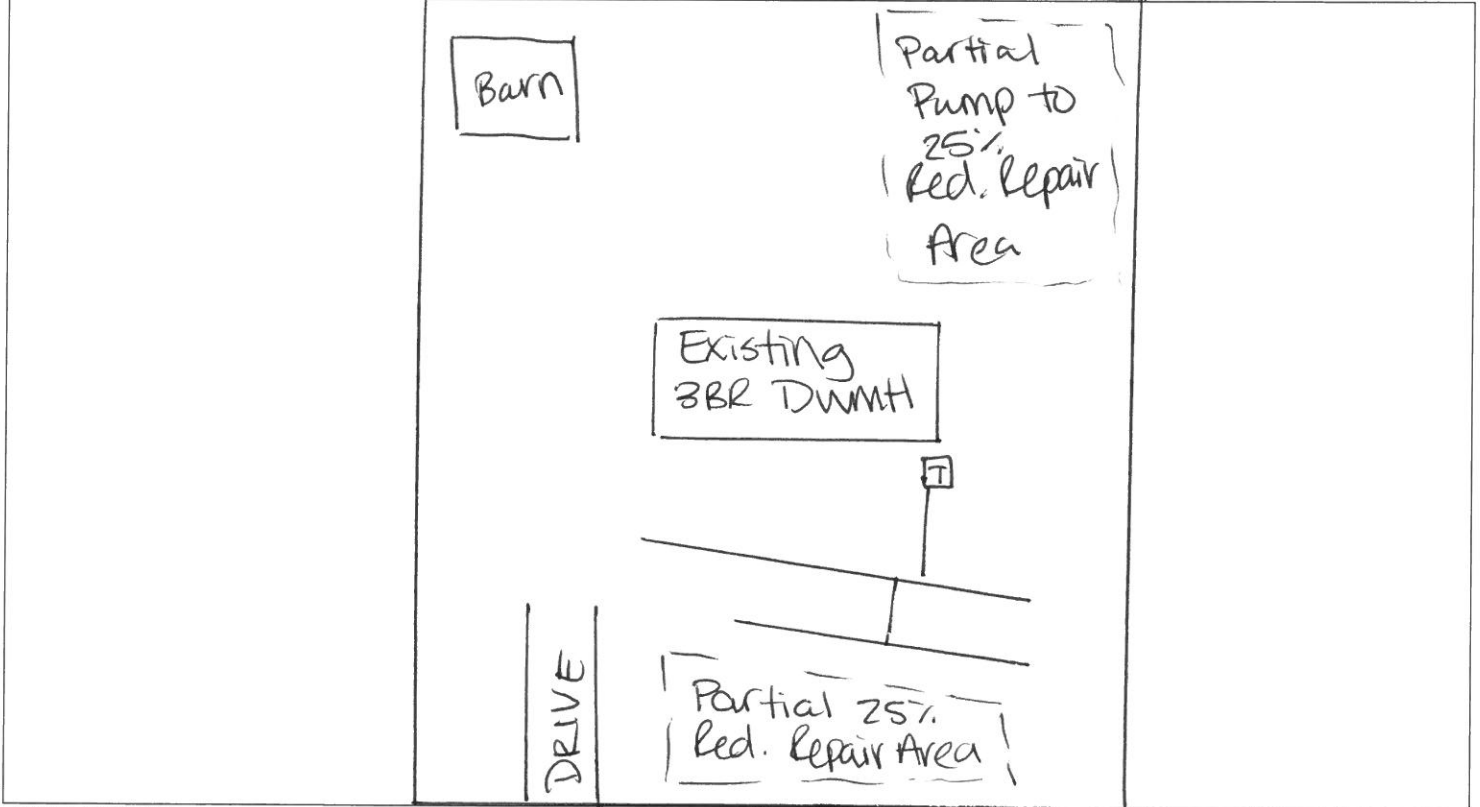 Barn
Partial
Pump to
25%
Red. Repair
Area
Existing
3BR DWMH
T
DRIVE
Partial 25%
Red. Repair Area